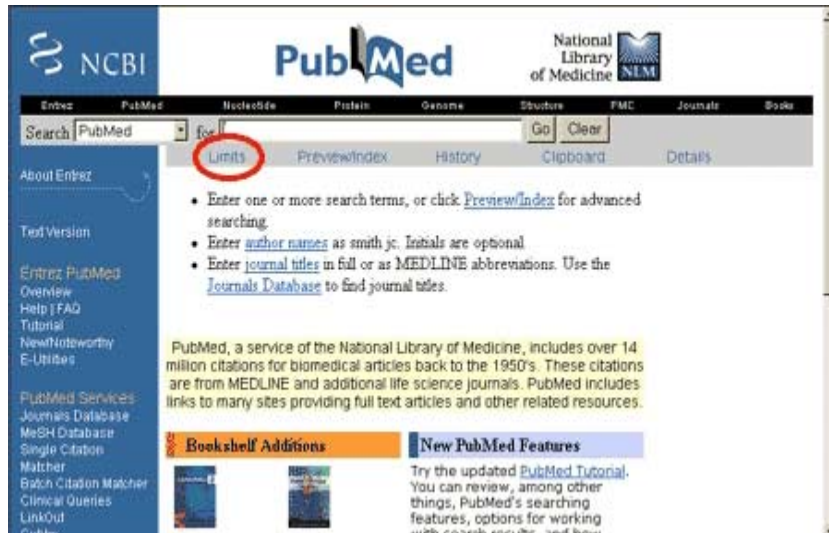 NCBI
PubMed
National
Library
of Medicine NLM
Entrez PubMed Nucleotide Protein Genome Structure PMC Journals Books
Search PubMed for Go Clear
Limits Preview/Index History Clipboard Details
About Entrez
Text Version
Entrez PubMed
Overview
Help | FAQ
Tutorial
New/Noteworthy
E-Utilities
PubMed Services
Journals Database
MeSH Database
Single Citation
Matcher
Batch Citation Matcher
Clinical Queries
LinkOut
Cubby
• Enter one or more search terms, or click Preview/Index for advanced
searching.
• Enter author names as smith jc. Initials are optional.
• Enter journal titles in full or as MEDLINE abbreviations. Use the
Journals Database to find journal titles.
PubMed, a service of the National Library of Medicine, includes over 14
million citations for biomedical articles back to the 1950's. These citations
are from MEDLINE and additional life science journals. PubMed includes
links to many sites providing full text articles and other related resources.
Bookshelf Additions
New PubMed Features
Try the updated PubMed Tutorial.
You can review, among other
things, PubMed's searching
features, options for working
with search results, and how